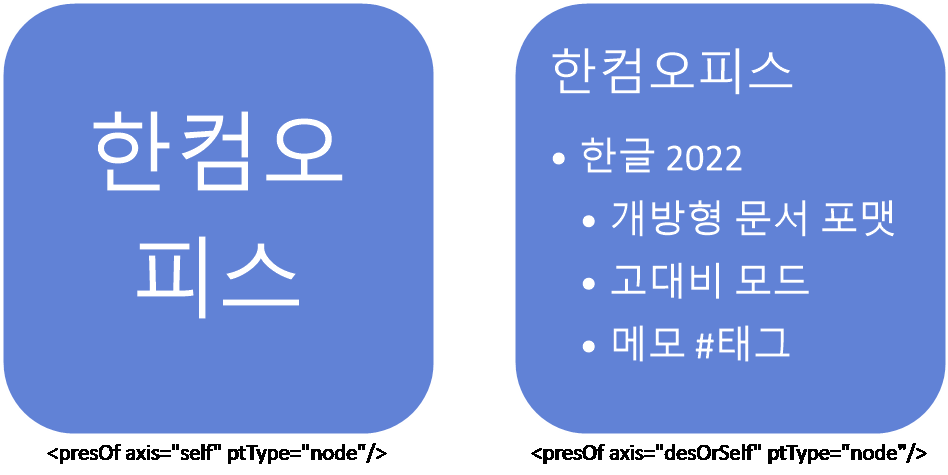 한컴오
피스
<presOf axis="self" ptType="node"/>
한컴오피스
• 한글 2022
• 개방형 문서 포맷
• 고대비 모드
• 메모 #태그
<presOf axis="desOrSelf" ptType="node"/>